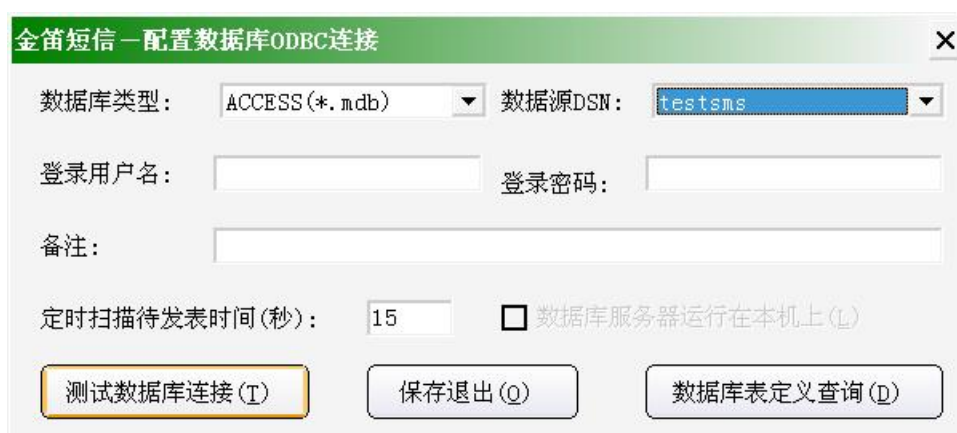 金笛短信－配置数据库ODBC连接
数据库类型： ACCESS(*.mdb) 数据源DSN： testsms
登录用户名： 登录密码：
备注：
定时扫描待发表时间(秒)： 15 数据库服务器运行在本机上(L)
测试数据库连接(T) 保存退出(O) 数据库表定义查询(D)